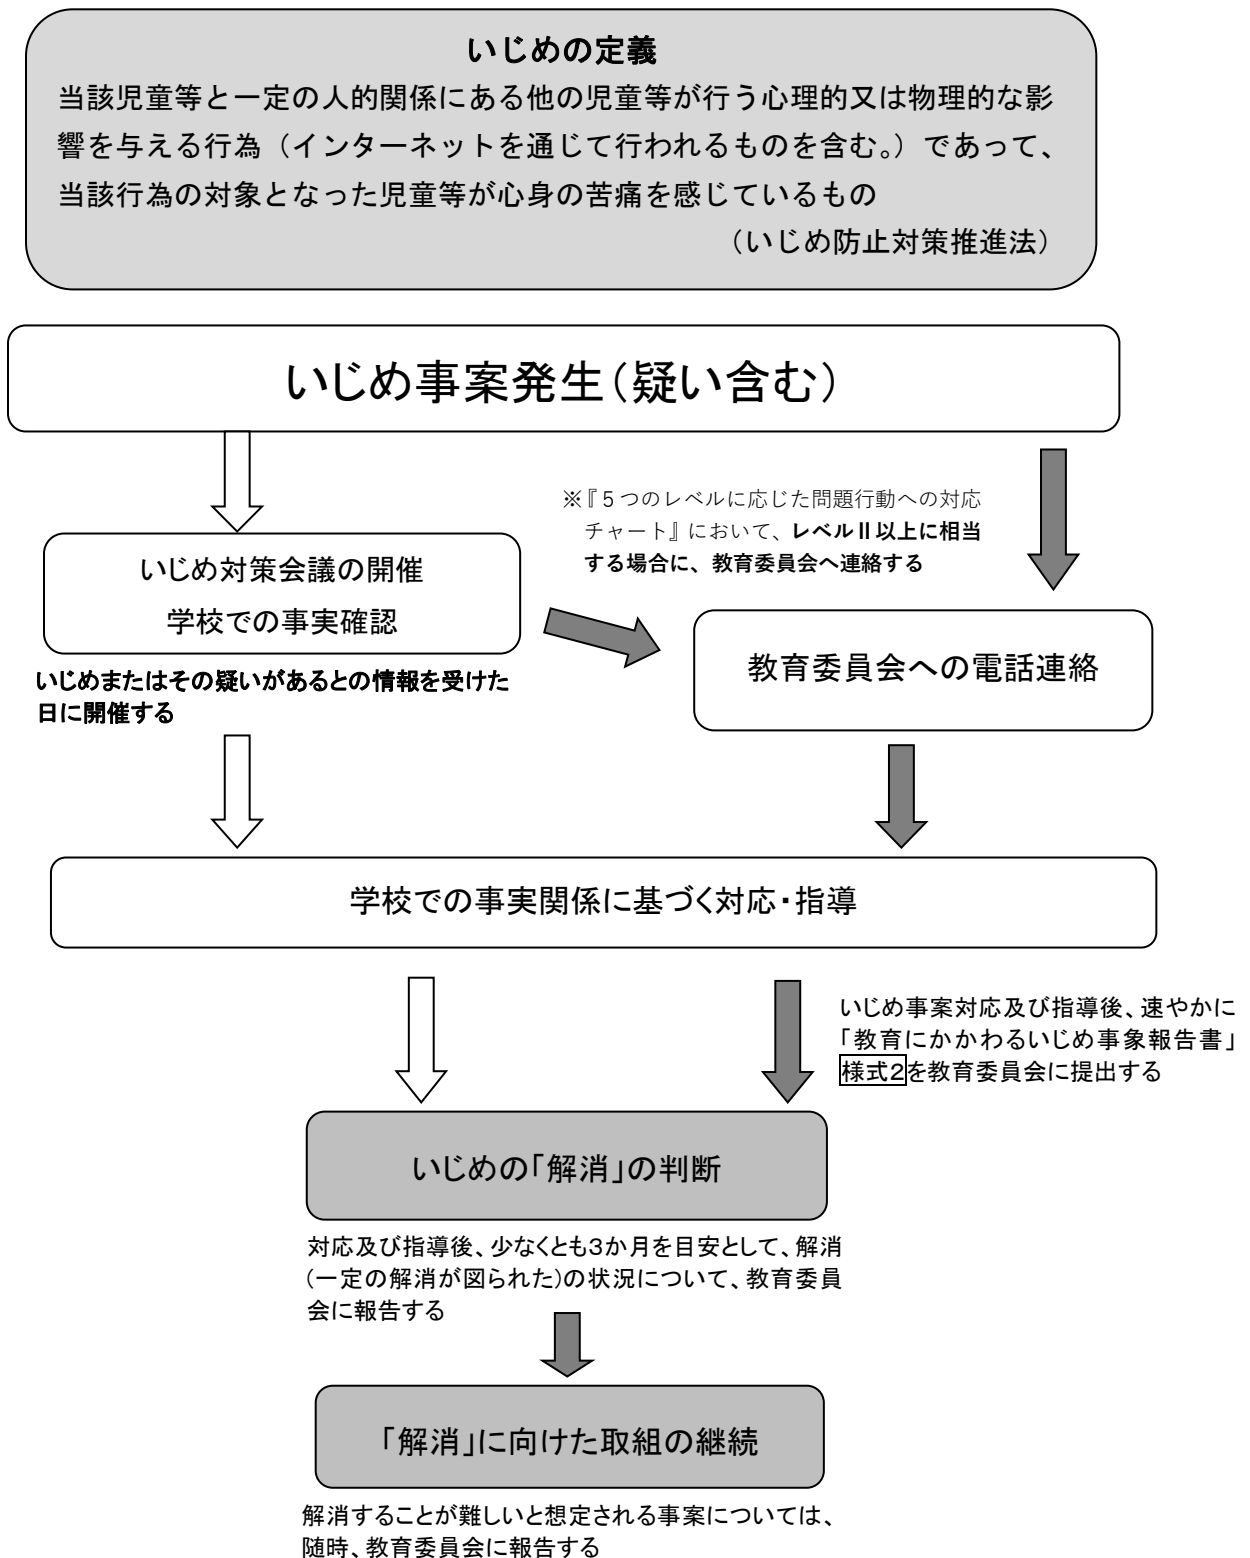 いじめの定義
当該児童等と一定の人的関係にある他の児童等が行う心理的又は物理的な影
響を与える行為（インターネットを通じて行われるものを含む。）であって、
当該行為の対象となった児童等が心身の苦痛を感じているもの
（いじめ防止対策推進法）
いじめ事案発生（疑い含む）
※『5つのレベルに応じた問題行動への対応
チャート』において、レベルⅡ以上に相当
する場合に、教育委員会へ連絡する
いじめ対策会議の開催
学校での事実確認
いじめまたはその疑いがあるとの情報を受けた
日に開催する
教育委員会への電話連絡
学校での事実関係に基づく対応・指導
いじめ事案対応及び指導後、速やかに
「教育にかかわるいじめ事象報告書」
様式2を教育委員会に提出する
いじめの「解消」の判断
対応及び指導後、少なくとも3か月を目安として、解消
(一定の解消が図られた)の状況について、教育委員
会に報告する
「解消」に向けた取組の継続
解消することが難しいと想定される事案については、
随時、教育委員会に報告する